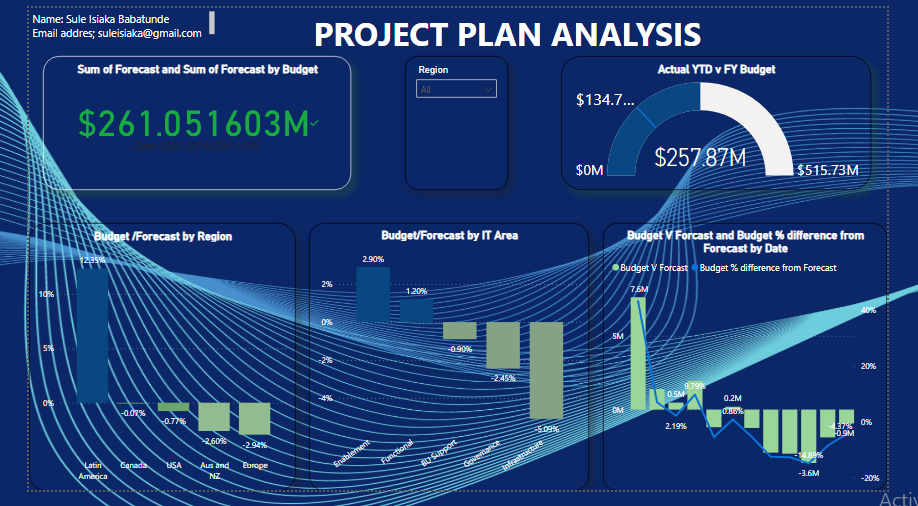 Name: Sule Isiaka Babatunde
Email addres; suleisiaka@gmail.com
PROJECT PLAN ANALYSIS
Sum of Forecast and Sum of Forecast by Budget
$261.051603M
Region
All
Actual YTD v FY Budget
$134.7...
$0M
$257.87M
$515.73M
Budget /Forecast by Region
12.35%
10%
5%
0%
-0.07%
-0.77%
-2.60%
-2.94%
Latin America
Canada
USA
Aus and NZ
Europe
Budget/Forecast by IT Area
2.90%
2%
1.20%
0%
-0.90%
-2%
-2.45%
-4%
-5.09%
Enablement
Functional
BU Support
Governance
Infrastructure
Budget V Forcast and Budget % difference from
Forecast by Date
Budget V Forcast
Budget % difference from Forecast
7.6M
40%
5M
20%
9.79%
0.5M
0.2M
0M
0.86%
2.19%
0%
-4.37%
-0.9M
-14.89%
-3.6M
-20%
Activ